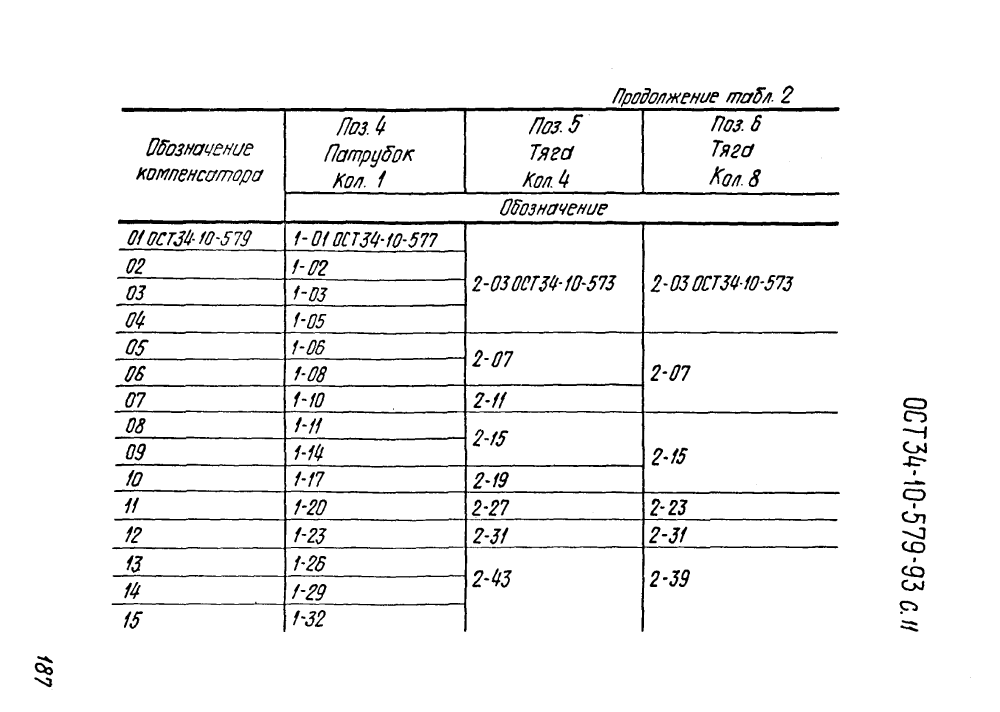 Продолжение табл. 2
Обозначение компенсатора
Поз. 4 Патрубок Кол. 1
Поз. 5 Тяга Кол. 4
Поз. 6 Тяга Кол. 8
Обозначение
01 ОСТ34-10-579 1-01 ОСТ34-10-577 2-03 ОСТ34-10-573 2-03 ОСТ34-10-573
02 1-02
03 1-03
04 1-05
05 1-06 2-07 2-07
06 1-08
07 1-10 2-11
08 1-11 2-15 2-15
09 1-14
10 1-17 2-19
11 1-20 2-27 2-23
12 1-23 2-31 2-31
13 1-26 2-43 2-39
14 1-29
15 1-32
ОСТ34-10-579-93 с. 11
187